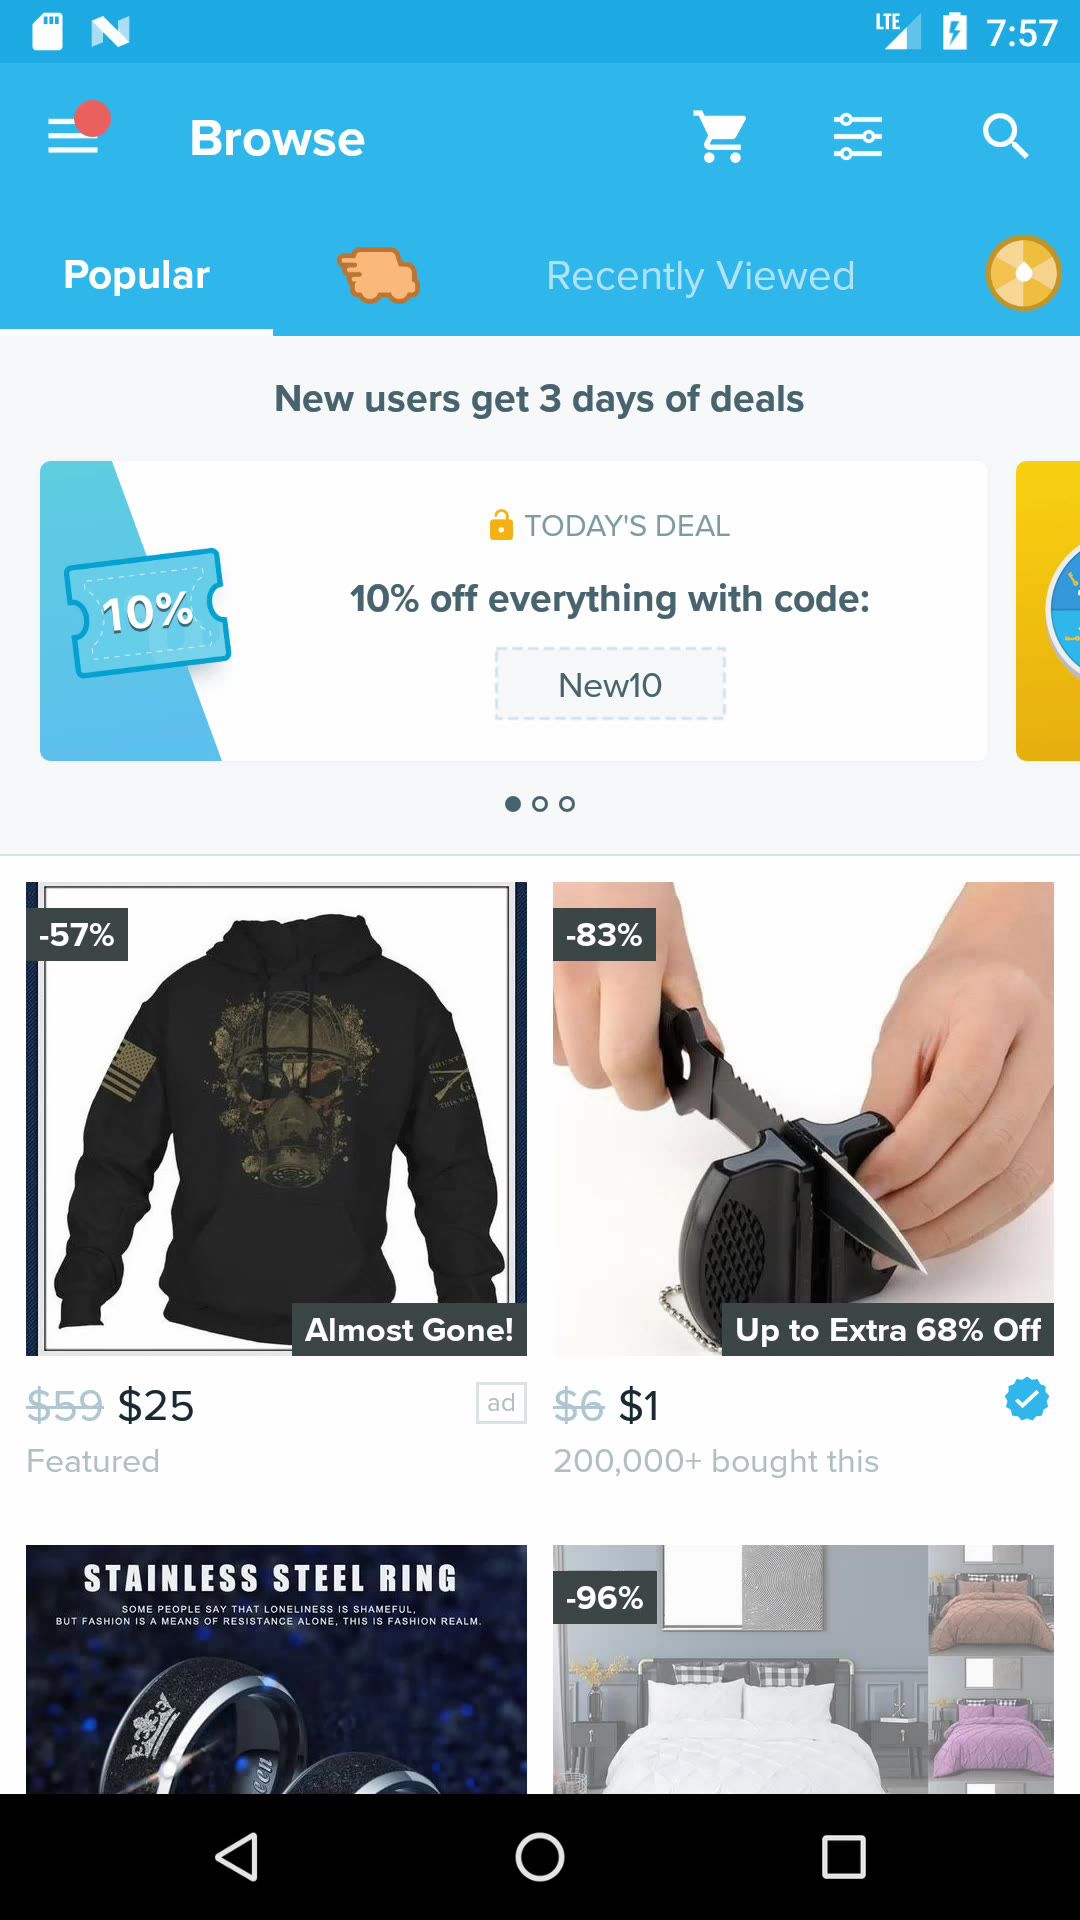 LTE 7:57
Browse
Popular
Recently Viewed
New users get 3 days of deals
TODAY'S DEAL
10%
10% off everything with code:
New10
-57%
-83%
Almost Gone!
Up to Extra 68% Off
$59 $25
ad
$6 $1
Featured
200,000+ bought this
STAINLESS STEEL RING
SOME PEOPLE SAY THAT LONELINESS IS SHAMEFUL,
BUT FASHION IS A MEANS OF RESISTANCE ALONE, THIS IS FASHION REALM.
-96%